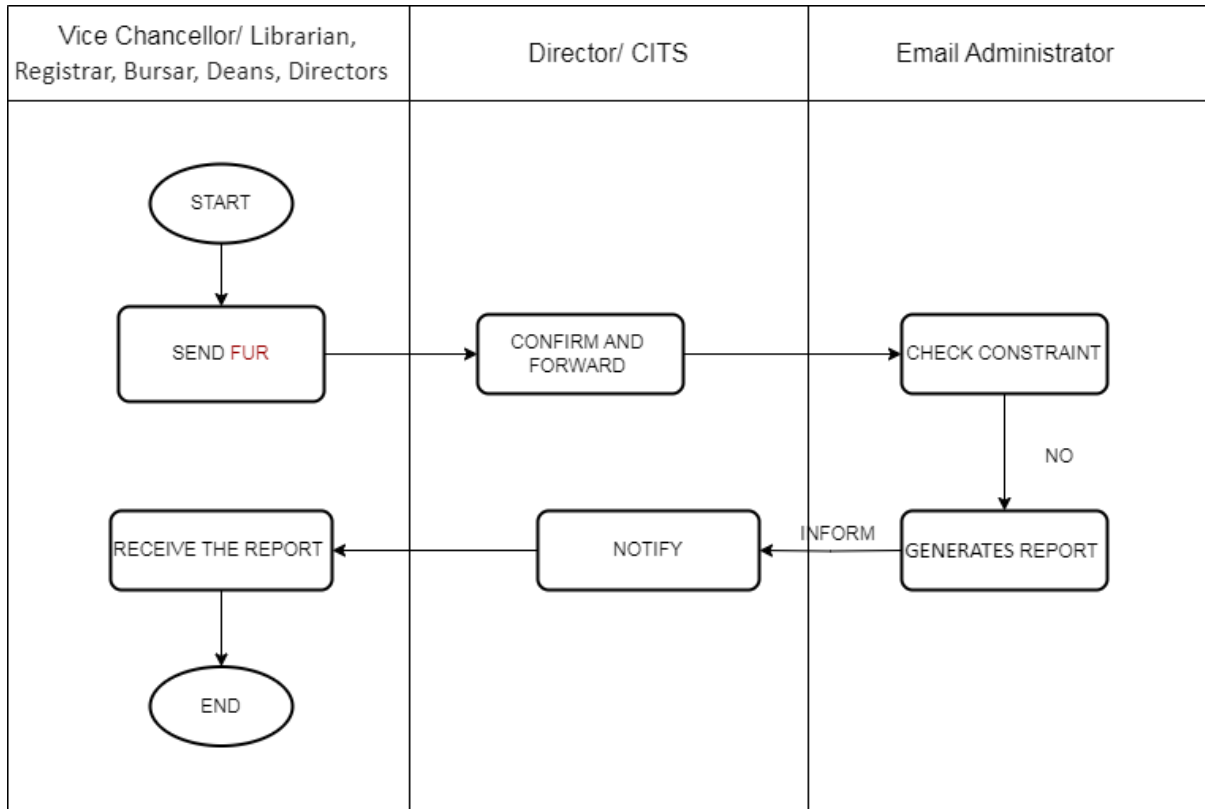 Vice Chancellor/ Librarian,
Registrar, Bursar, Deans, Directors
Director/ CITS
Email Administrator
START
SEND FUR
CONFIRM AND
FORWARD
CHECK CONSTRAINT
NO
RECEIVE THE REPORT
NOTIFY
INFORM
GENERATES REPORT
END